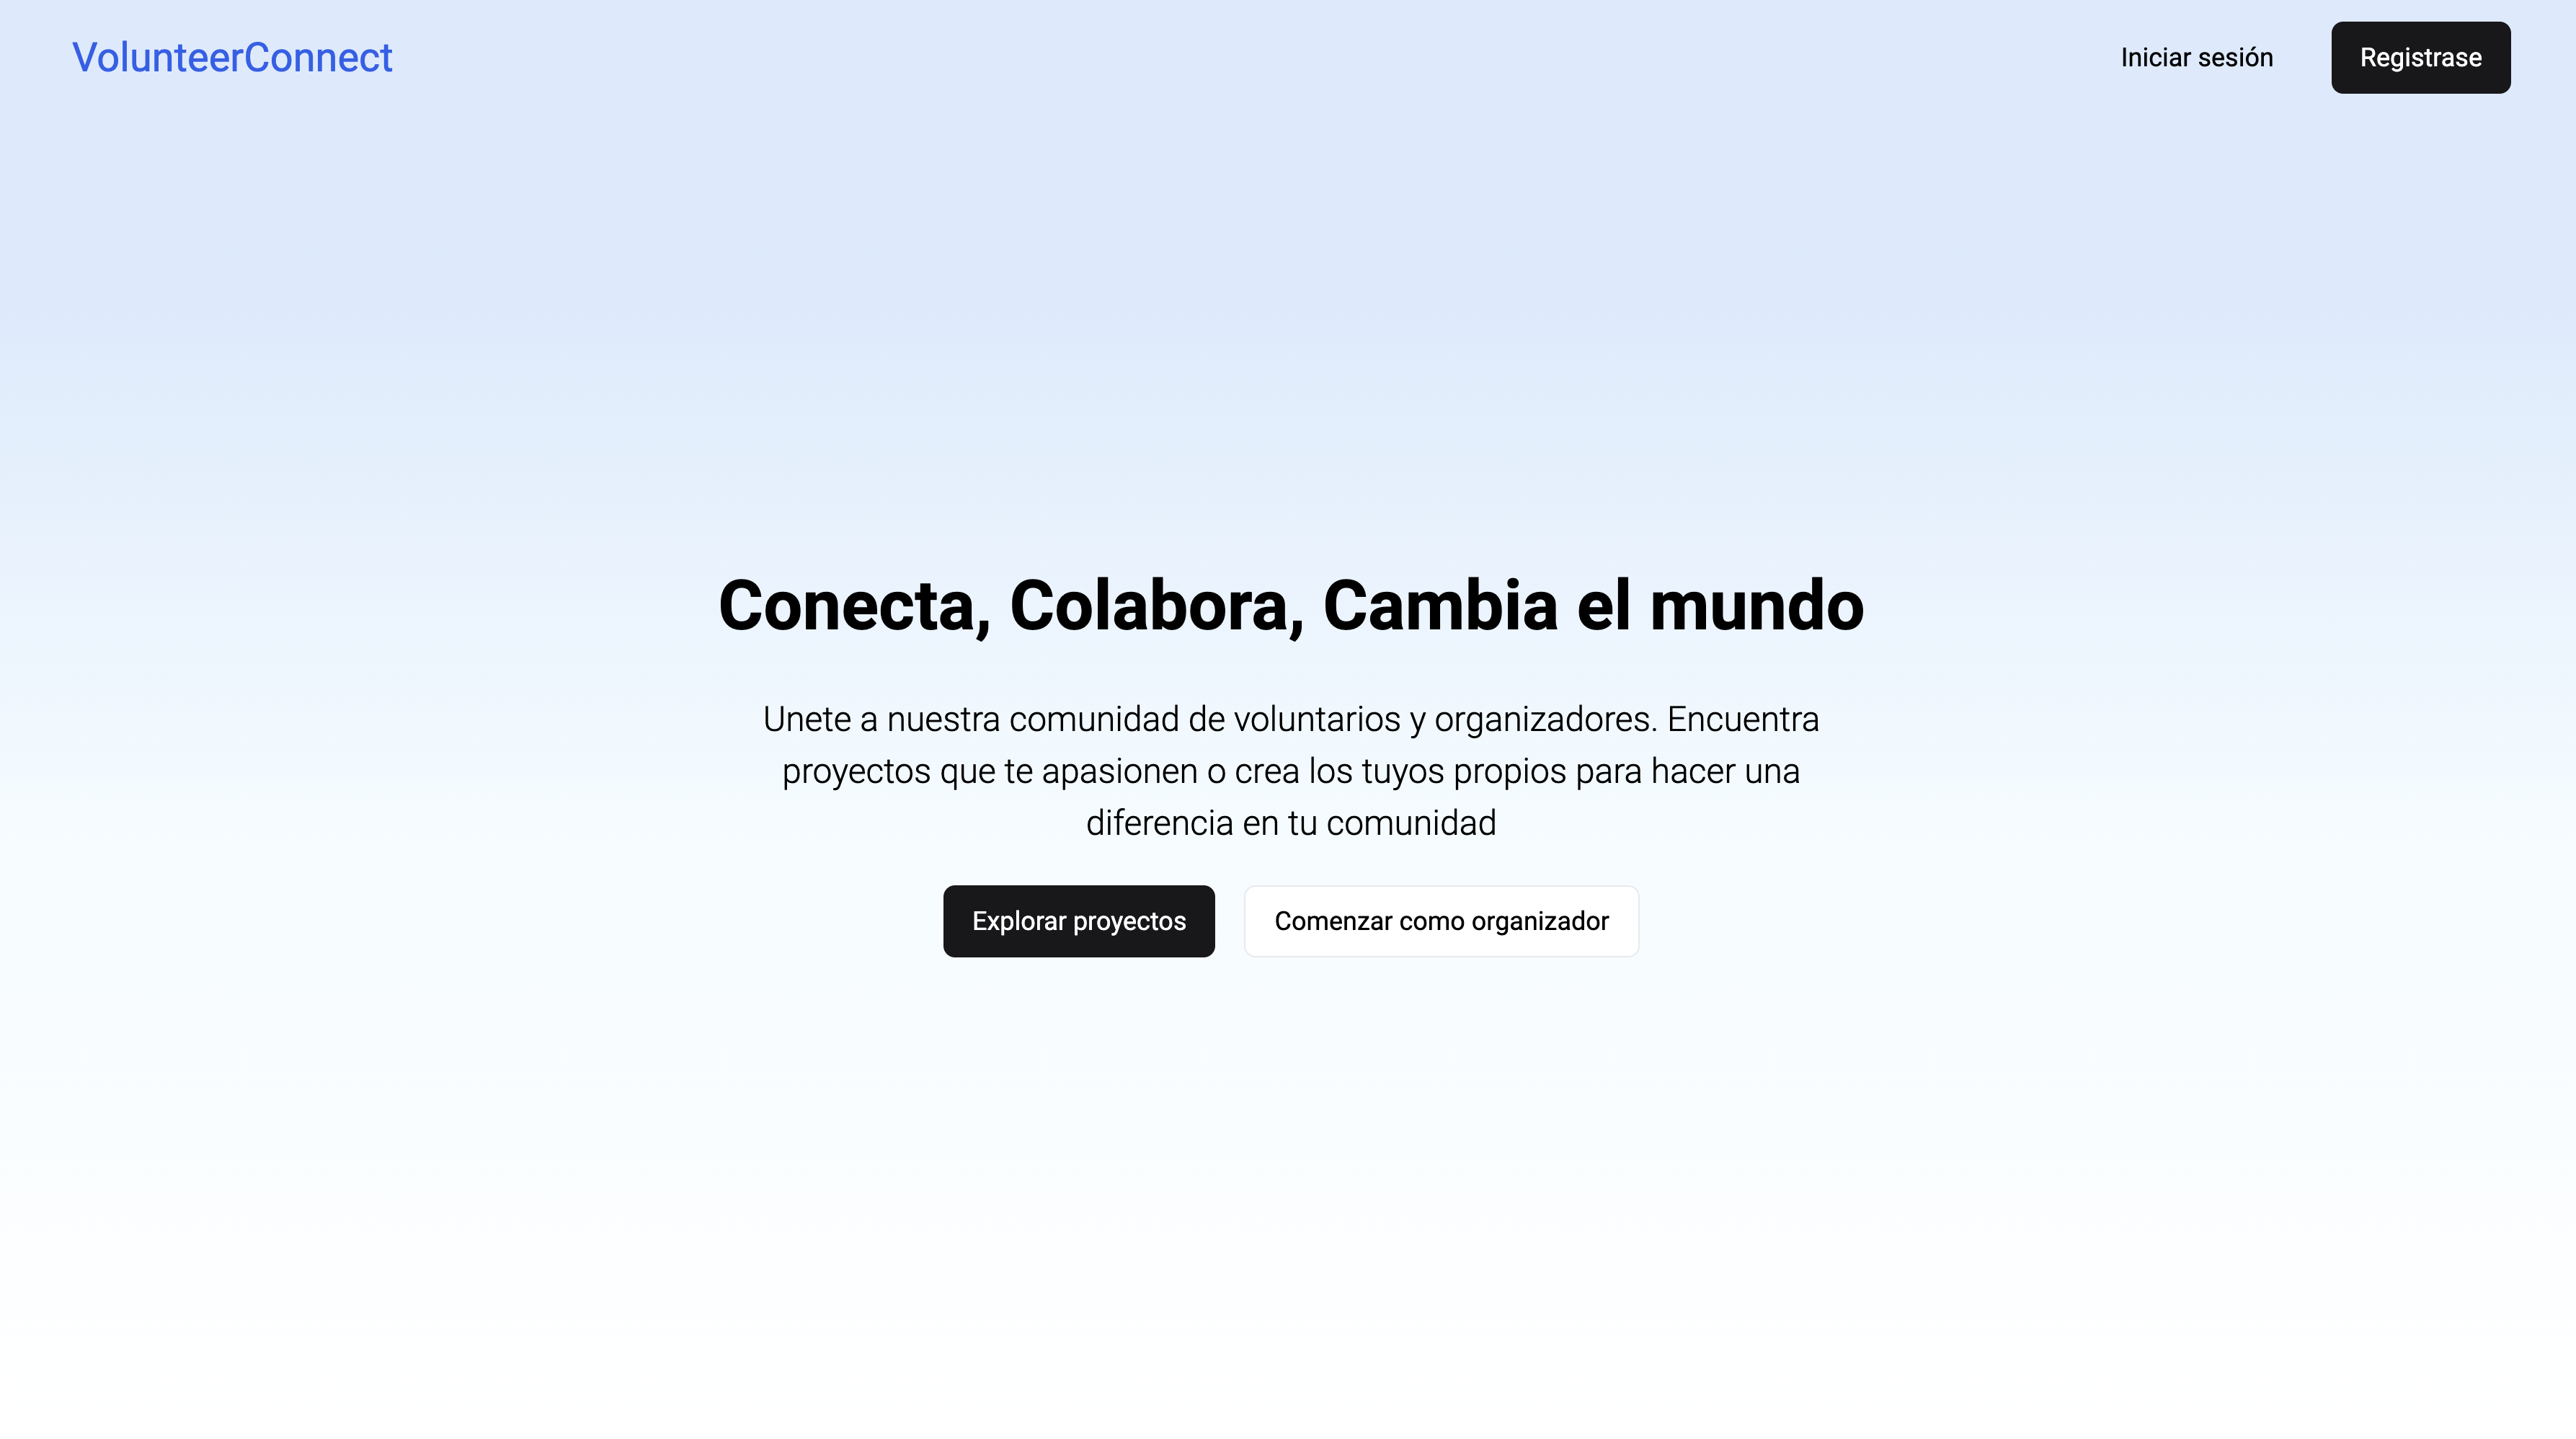 VolunteerConnect
Iniciar sesión
Registrase
Conecta, Colabora, Cambia el mundo
Unete a nuestra comunidad de voluntarios y organizadores. Encuentra
proyectos que te apasionen o crea los tuyos propios para hacer una
diferencia en tu comunidad
Explorar proyectos
Comenzar como organizador